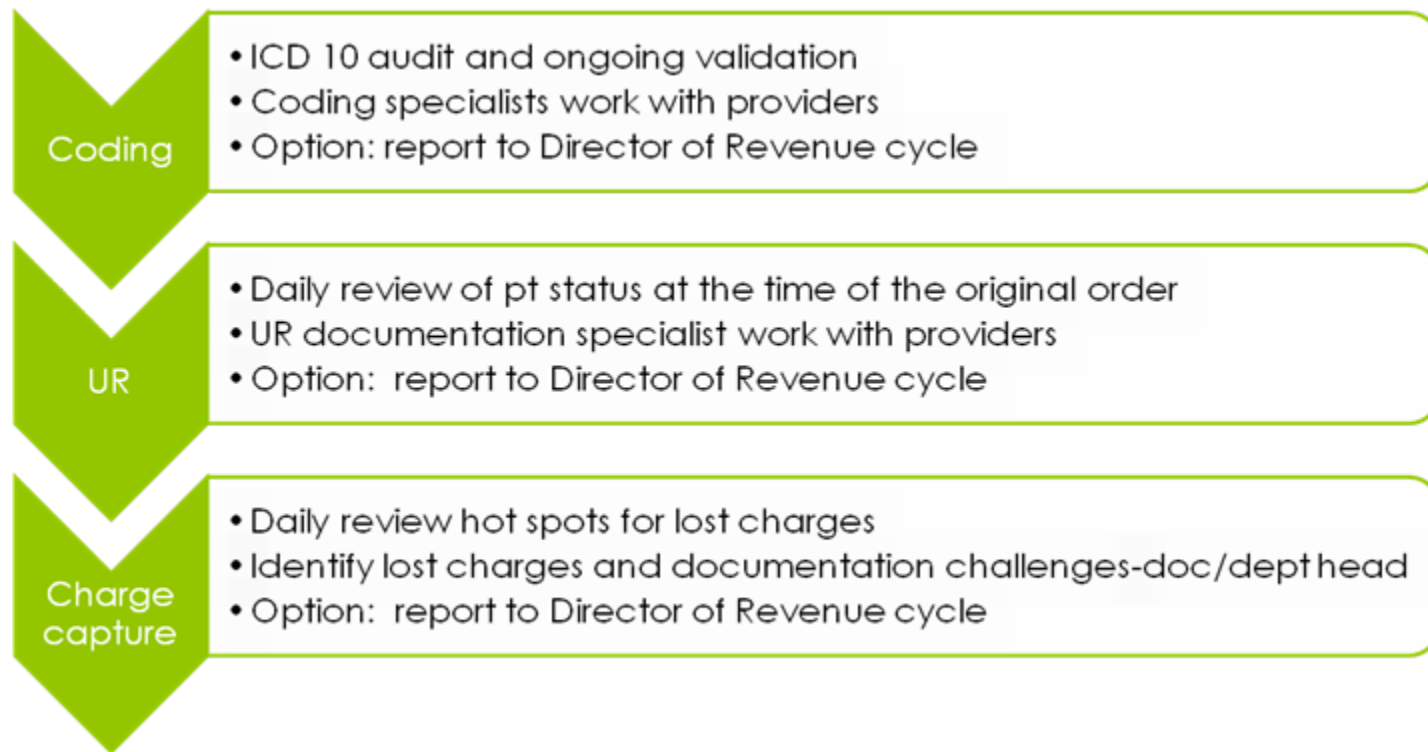 Coding
• ICD 10 audit and ongoing validation
• Coding specialists work with providers
• Option: report to Director of Revenue cycle
UR
• Daily review of pt status at the time of the original order
• UR documentation specialist work with providers
• Option:  report to Director of Revenue cycle
Charge
capture
• Daily review hot spots for lost charges
• Identify lost charges and documentation challenges-doc/dept head
• Option:  report to Director of Revenue cycle